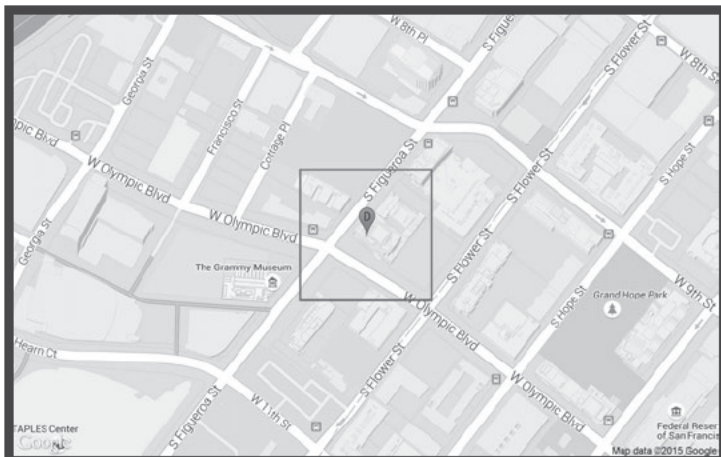 W 8th Pl
S Figueroa St
S Flower St
W 8th St
Georgia St
Francisco St
Cottage Pl
S Hope St
S Figueroa St
S Flower St
mpic Blvd
W Olympic Blvd
W Olympic Blvd
D
Georgia St
The Grammy Museum
S Flower St
W 9th St
Grand Hope Park
W Olympic Blvd
S Hope St
Hearn Ct
S Flower St
W 11th St
W Olympic Blvd
S Figueroa St
TAPLES Center
Google
Federal Reser
of San Francis
Map data ©2015 Google